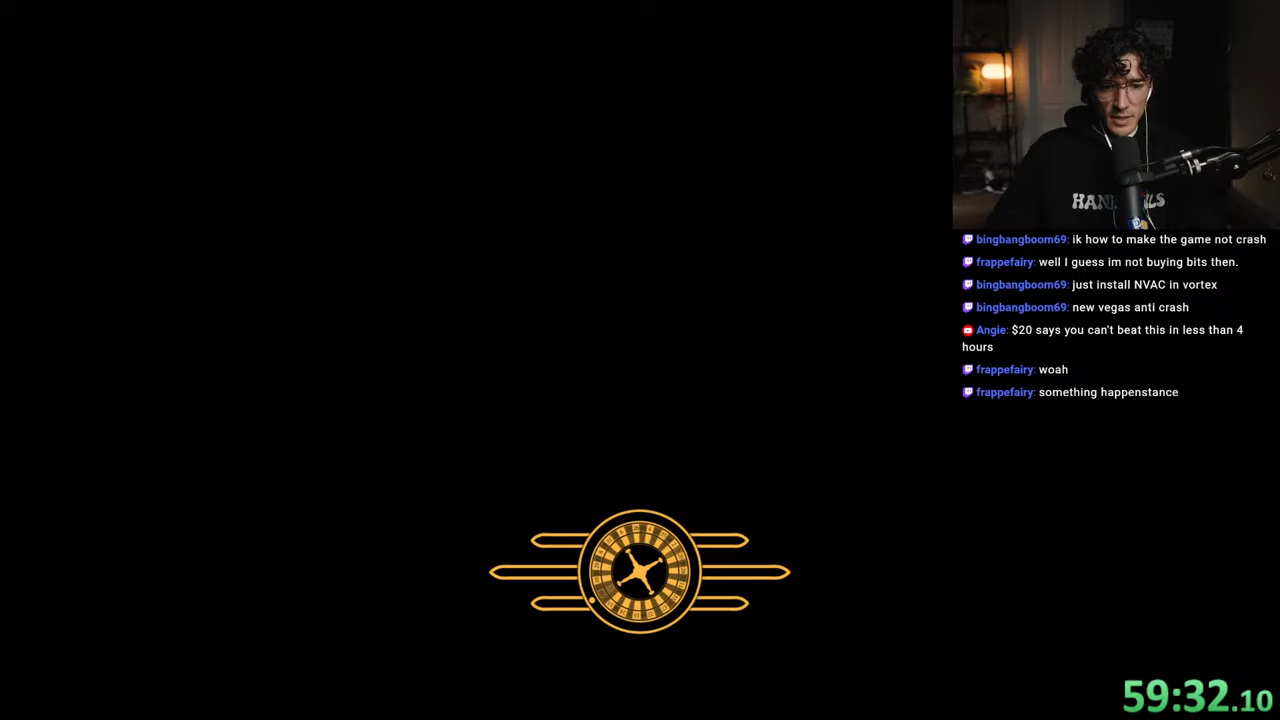 HAN
LS
bingbangboom69: ik how to make the game not crash
frappefairy: well I guess im not buying bits then.
bingbangboom69: just install NVAC in vortex
bingbangboom69: new vegas anti crash
Angie: $20 says you can't beat this in less than 4
hours
frappefairy: woah
frappefairy: something happenstance
59:32.10